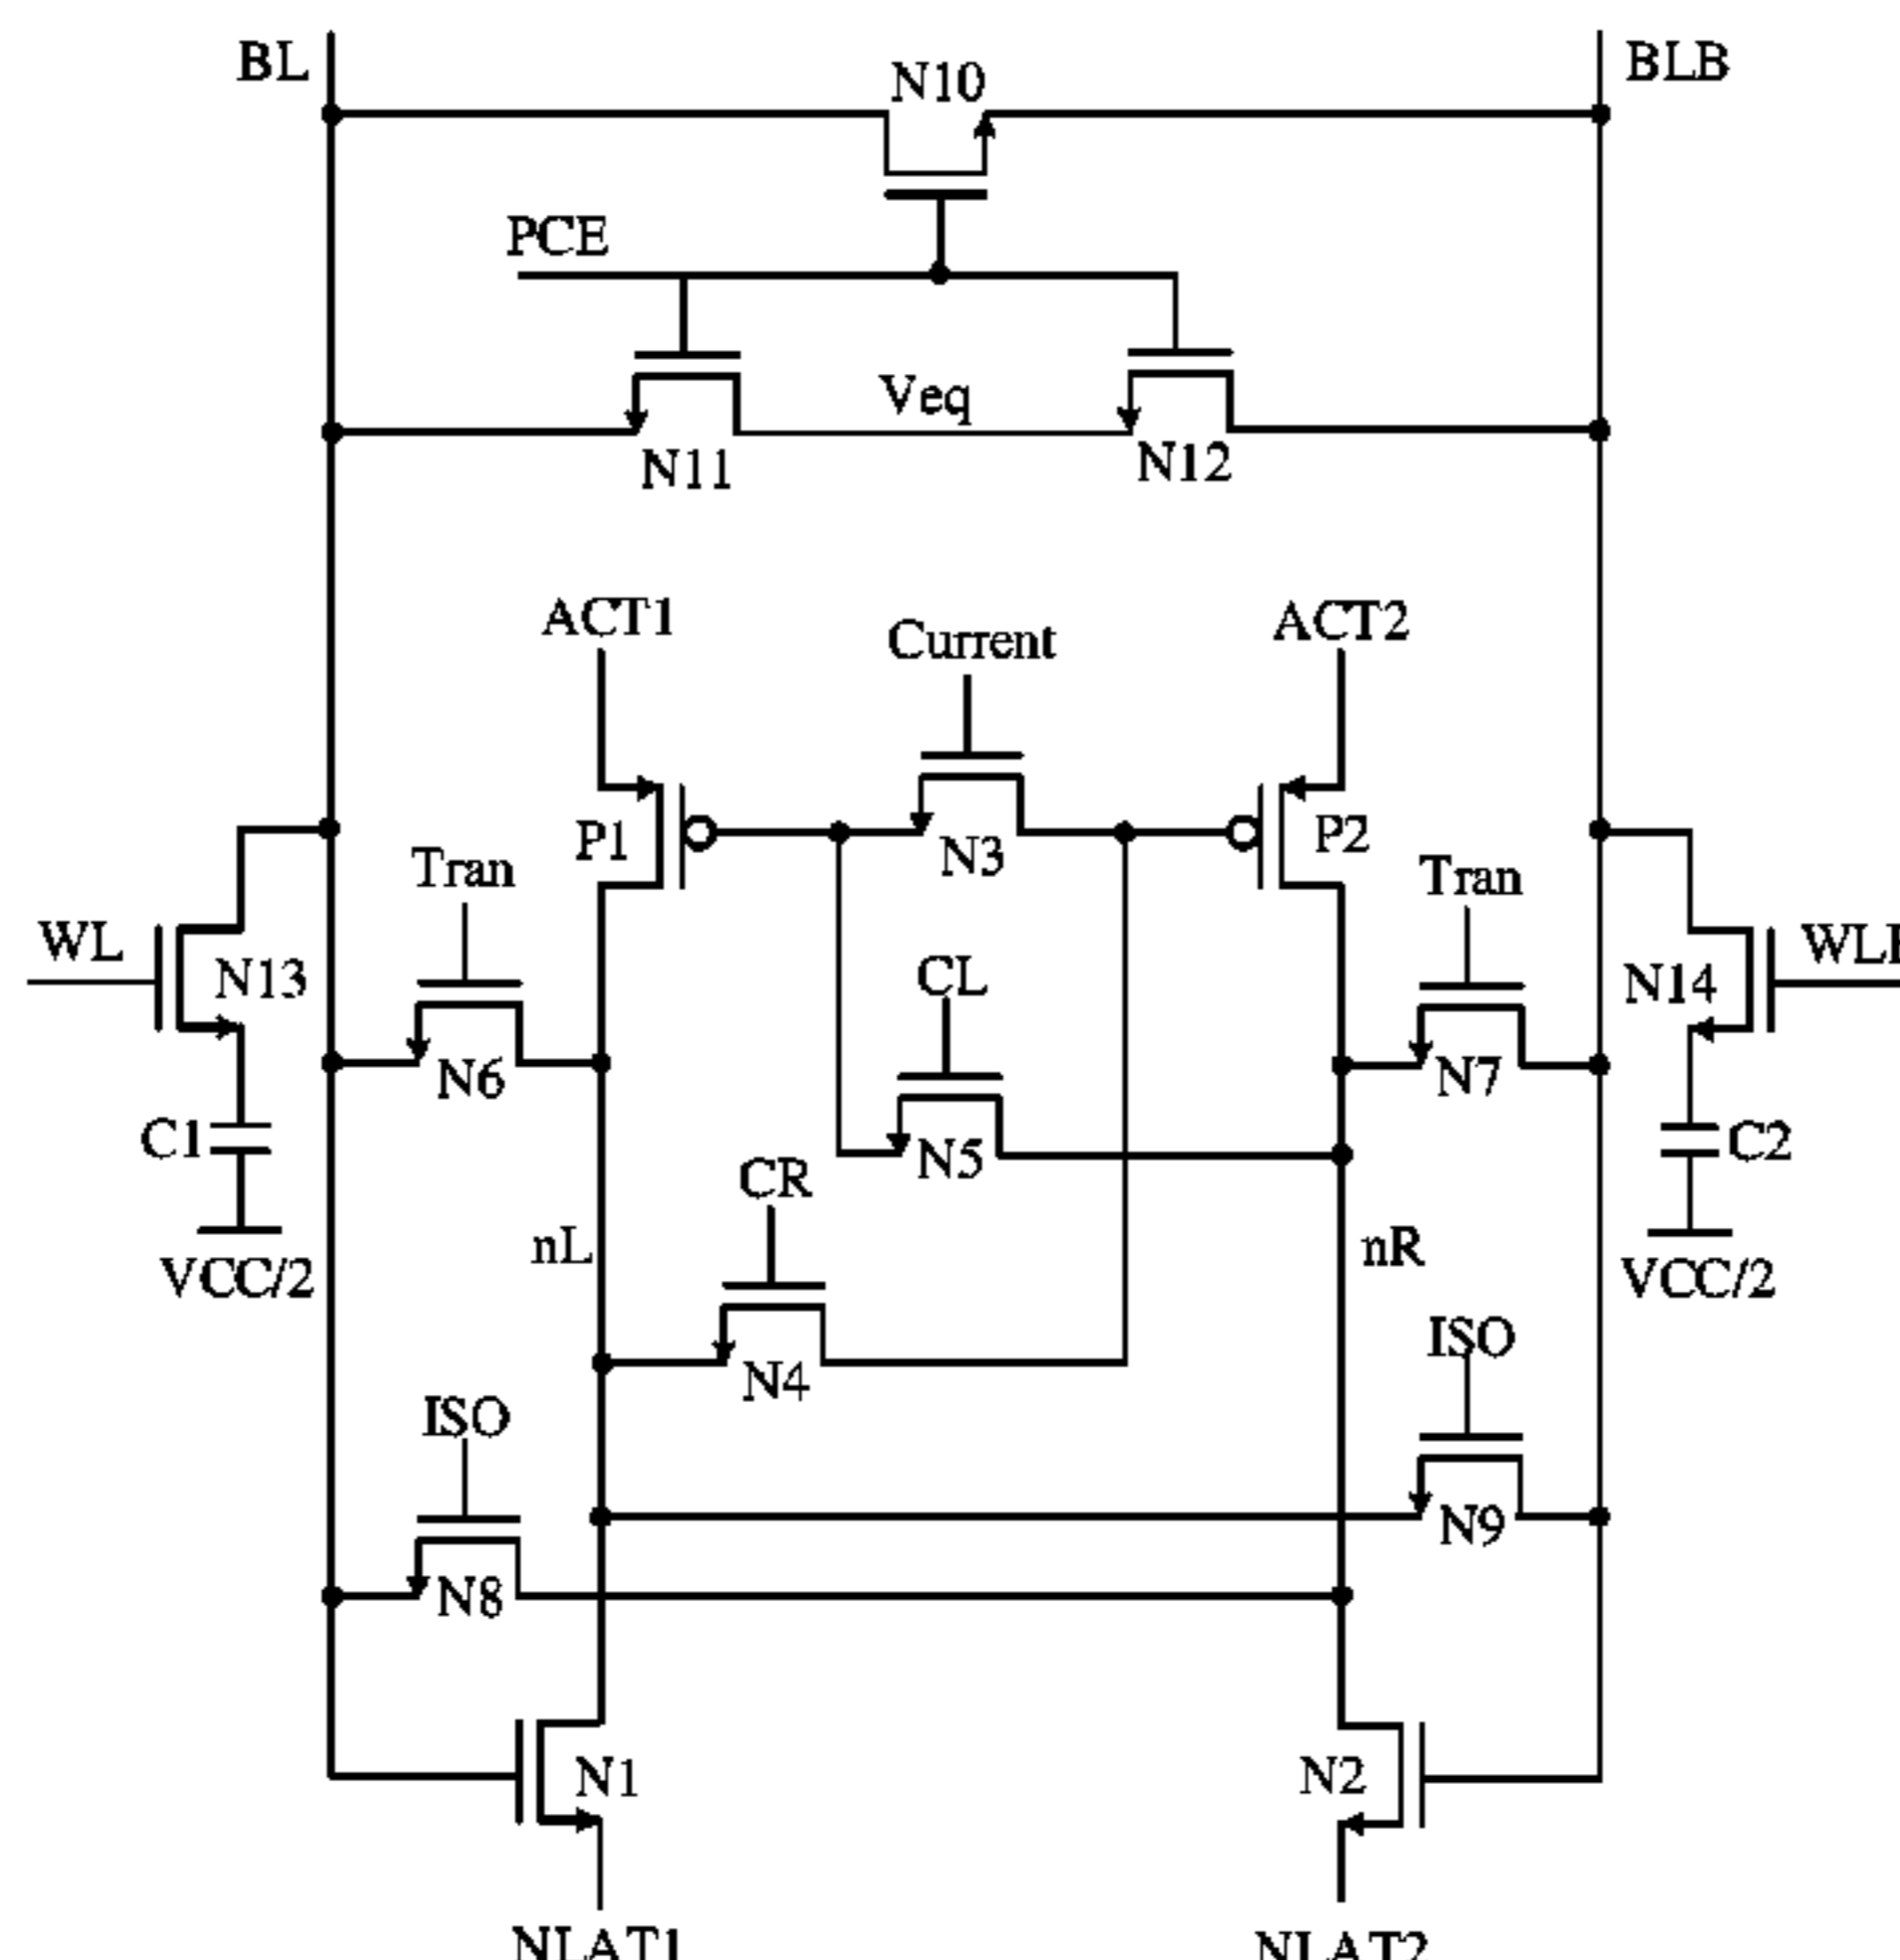 BL
N10
BLB
PCE
Veq
N11
N12
ACT1
Current
ACT2
P1
N3
P2
Tran
Tran
WL
N13
CL
N14
N6
N7
C1
N5
C2
CR
nL
nR
VCC/2
VCC/2
N4
ISO
ISO
N9
N8
N1
N2
NLAT1
NLAT2